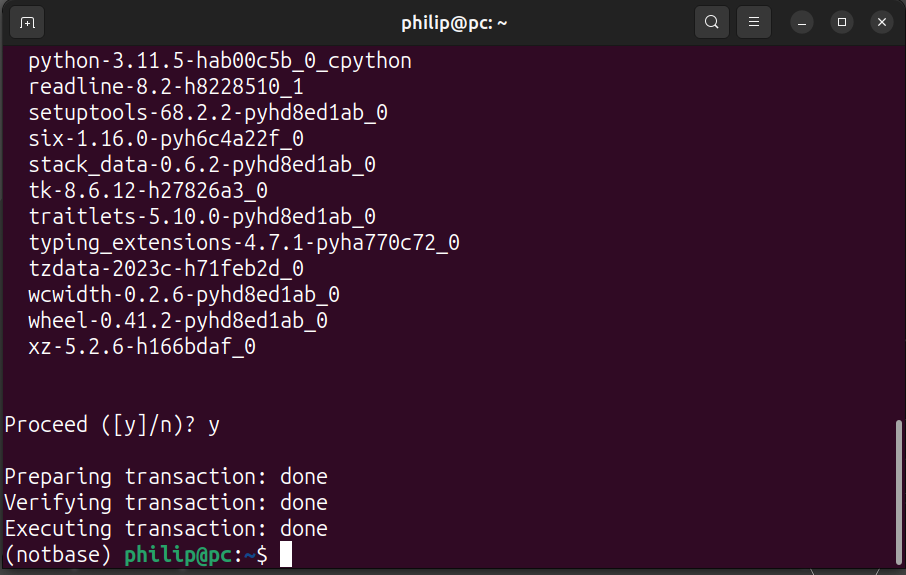 philip@pc: ~
python-3.11.5-hab00c5b_0_cpython
readline-8.2-h8228510_1
setuptools-68.2.2-pyhd8ed1ab_0
six-1.16.0-pyh6c4a22f_0
stack_data-0.6.2-pyhd8ed1ab_0
tk-8.6.12-h27826a3_0
traitlets-5.10.0-pyhd8ed1ab_0
typing_extensions-4.7.1-pyha770c72_0
tzdata-2023c-h71feb2d_0
wcwidth-0.2.6-pyhd8ed1ab_0
wheel-0.41.2-pyhd8ed1ab_0
xz-5.2.6-h166bdaf_0
Proceed ([y]/n)? y
Preparing transaction: done
Verifying transaction: done
Executing transaction: done
(notbase) philip@pc:~$